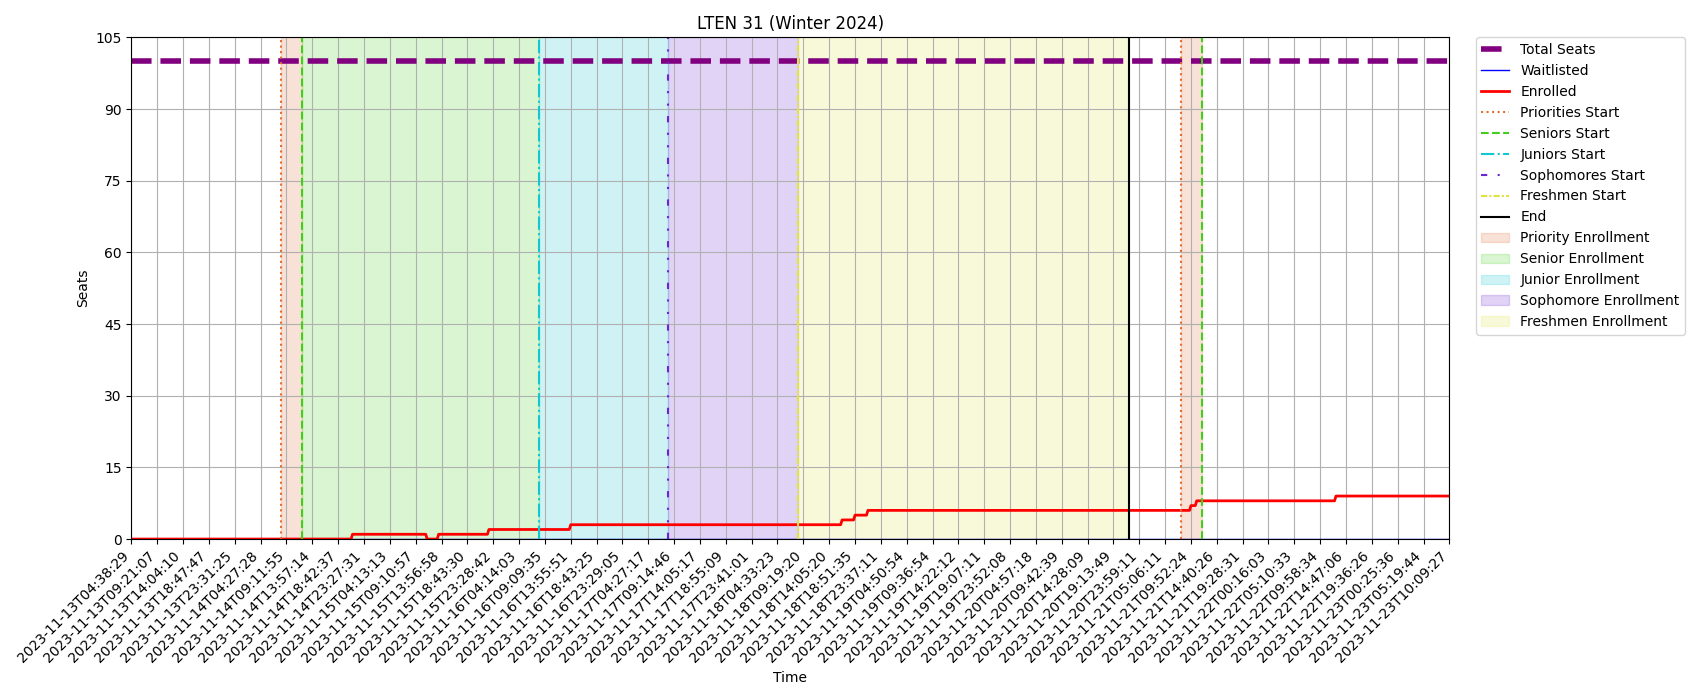 LTEN 31 (Winter 2024)
105
90
75
60
45
30
15
0
Seats
2023-11-13T04:38:29
2023-11-13T09:21:07
2023-11-13T14:04:10
2023-11-13T18:47:47
2023-11-13T23:31:25
2023-11-14T04:27:28
2023-11-14T09:11:55
2023-11-14T13:57:14
2023-11-14T18:42:37
2023-11-14T23:27:31
2023-11-15T04:13:13
2023-11-15T09:10:57
2023-11-15T13:56:58
2023-11-15T18:43:30
2023-11-15T23:28:42
2023-11-16T04:14:03
2023-11-16T09:09:35
2023-11-16T13:55:51
2023-11-16T18:43:25
2023-11-16T23:29:05
2023-11-17T04:27:17
2023-11-17T09:14:46
2023-11-17T14:05:17
2023-11-17T18:55:09
2023-11-17T23:41:01
2023-11-18T04:33:23
2023-11-18T09:19:20
2023-11-18T14:05:20
2023-11-18T18:51:35
2023-11-18T23:37:11
2023-11-19T04:50:54
2023-11-19T09:36:54
2023-11-19T14:22:12
2023-11-19T19:07:11
2023-11-19T23:52:08
2023-11-20T04:57:18
2023-11-20T09:42:39
2023-11-20T14:28:09
2023-11-20T19:13:49
2023-11-20T23:59:11
2023-11-21T05:06:11
2023-11-21T09:52:24
2023-11-21T14:40:26
2023-11-21T19:28:31
2023-11-22T00:16:03
2023-11-22T05:10:33
2023-11-22T09:58:34
2023-11-22T14:47:06
2023-11-22T19:36:26
2023-11-23T00:25:36
2023-11-23T05:19:44
2023-11-23T10:09:27
Time
Total Seats
Waitlisted
Enrolled
Priorities Start
Seniors Start
Juniors Start
Sophomores Start
Freshmen Start
End
Priority Enrollment
Senior Enrollment
Junior Enrollment
Sophomore Enrollment
Freshmen Enrollment